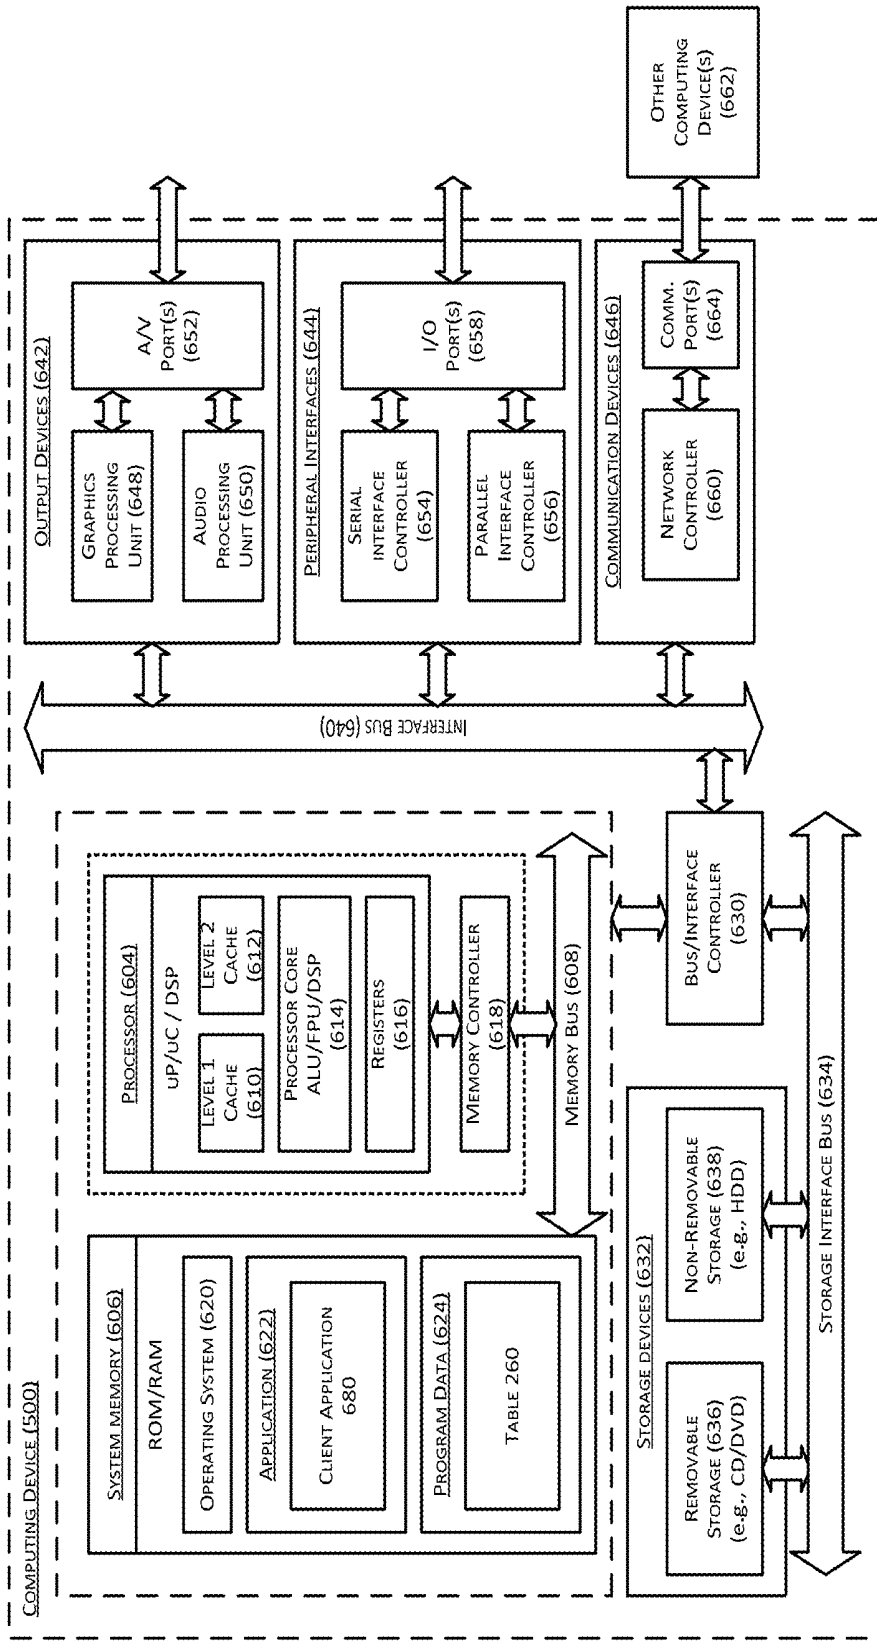 COMPUTING DEVICE (500)
SYSTEM MEMORY (606)
ROM/RAM
OPERATING SYSTEM (620)
APPLICATION (622)
CLIENT APPLICATION
680
PROGRAM DATA (624)
TABLE 260
PROCESSOR (604)
uP/uC / DSP
LEVEL 1
CACHE (610)
LEVEL 2
CACHE (612)
PROCESSOR CORE
ALU/FPU/DSP
(614)
REGISTERS
(616)
MEMORY CONTROLLER
(618)
MEMORY BUS (608)
STORAGE DEVICES (632)
REMOVABLE
STORAGE (636)
(e.g., CD/DVD)
NON-REMOVABLE
STORAGE (638)
(e.g., HDD)
BUS/INTERFACE
CONTROLLER
(630)
STORAGE INTERFACE BUS (634)
INTERFACE BUS (640)
OUTPUT DEVICES (642)
GRAPHICS
PROCESSING
UNIT (648)
AUDIO
PROCESSING
UNIT (650)
A/V
PORT(S)
(652)
PERIPHERAL INTERFACES (644)
SERIAL
INTERFACE
CONTROLLER
(654)
PARALLEL
INTERFACE
CONTROLLER
(656)
I/O
PORT(S)
(658)
COMMUNICATION DEVICES (646)
NETWORK
CONTROLLER
(660)
COMM.
PORT(S)
(664)
OTHER
COMPUTING
DEVICE(S)
(662)